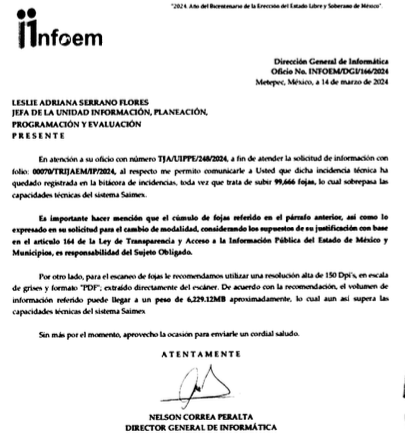 "2024. Año del Bicentenario de la Erección del Estado Libre y Soberano de México".
infoem
Dirección General de Informática
Oficio No. INFOEM/DGI/166/2024
Metepec, México, a 14 de marzo de 2024
LESLIE ADRIANA SERRANO FLORES
JEFA DE LA UNIDAD INFORMACIÓN, PLANEACIÓN,
PROGRAMACIÓN Y EVALUACIÓN
P R E S E N T E
En atención a su oficio con número TJA/UIPPE/248/2024, a fin de atender la solicitud de información con
folio: 00070/TRIJAEM/IP/2024, al respecto me permito comunicarle a Usted que dicha incidencia técnica ha
quedado registrada en la bitácora de incidencias, toda vez que trata de subir 99,666 fojas, lo cual sobrepasa las
capacidades técnicas del sistema Saimex.
Es importante hacer mención que el cúmulo de fojas referido en el párrafo anterior, así como lo
expresado en su solicitud para el cambio de modalidad, considerando los supuestos de su justificación con base
en el artículo 164 de la Ley de Transparencia y Acceso a la Información Pública del Estado de México y
Municipios, es responsabilidad del Sujeto Obligado.
Por otro lado, para el escaneo de fojas le recomendamos utilizar una resolución alta de 150 Dpi's, en escala
de grises y formato "PDF"; extraído directamente del escáner. De acuerdo con la recomendación, el volumen de
información referido puede llegar a un peso de 6,229.12MB aproximadamente, lo cual aun así supera las
capacidades técnicas del sistema Saimex
Sin más por el momento, aprovecho la ocasión para enviarle un cordial saludo.
A T E N T A M E N T E
NELSON CORREA PERALTA
DIRECTOR GENERAL DE INFORMÁTICA